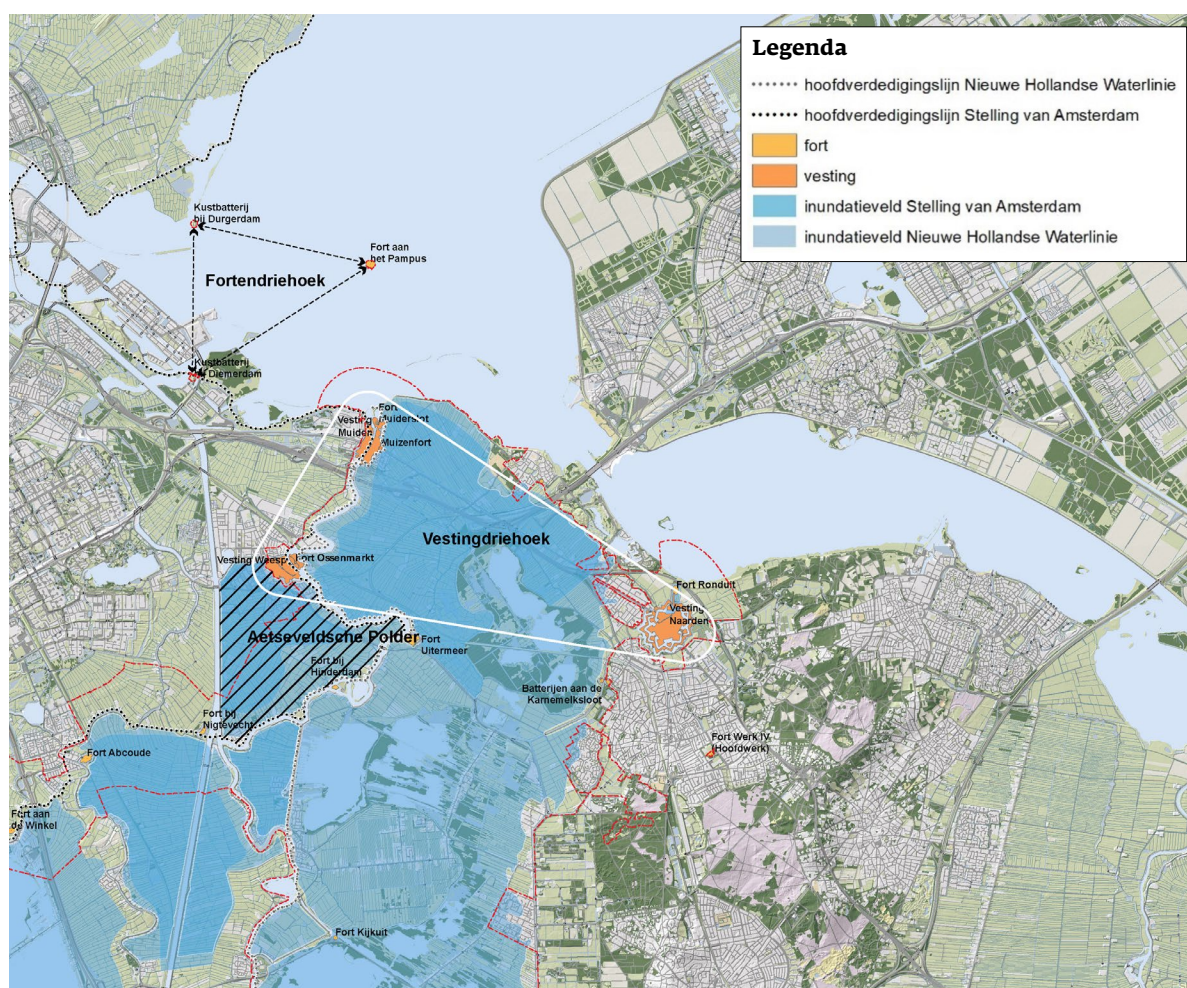 Legenda
hoofdverdedigingslijn Nieuwe Hollandse Waterlinie
hoofdverdedigingslijn Stelling van Amsterdam
fort
vesting
inundatieveld Stelling van Amsterdam
inundatieveld Nieuwe Hollandse Waterlinie
Kustbatterij
bij Durgerdam
Fort aan
het Pampus
Fortendriehoek
Kustbatterij
Diemerdam
Fort
Muiderslot
Vesting
Muiden
Muizenfort
Vestingdriehoek
Vesting Weesp
Fort Ossenmarkt
Fort Ronduit
Vesting
Naarden
Aetseveldsche Polder
Fort
Uitermeer
Fort bij
Hinderdam
Batterijen aan de
Karnemelksloot
Fort bij
Nigtevecht
Fort Werk IV
(Hoofdwerk)
Fort Abcoude
Fort aan
de Winkel
Fort Kijkuit